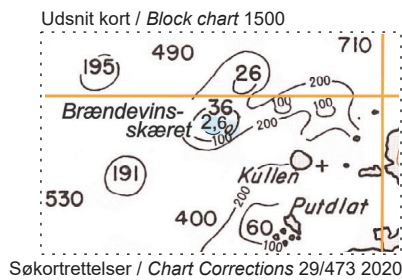 Udsnit kort / Block chart 1500
490
710
195
26
200
100
100
36
Brændevins-
skæret
2,6
100
200
Kullen
191
200
Putdlat
530
400
60
100
Søkortrettelser / Chart Corrections 29/473 2020